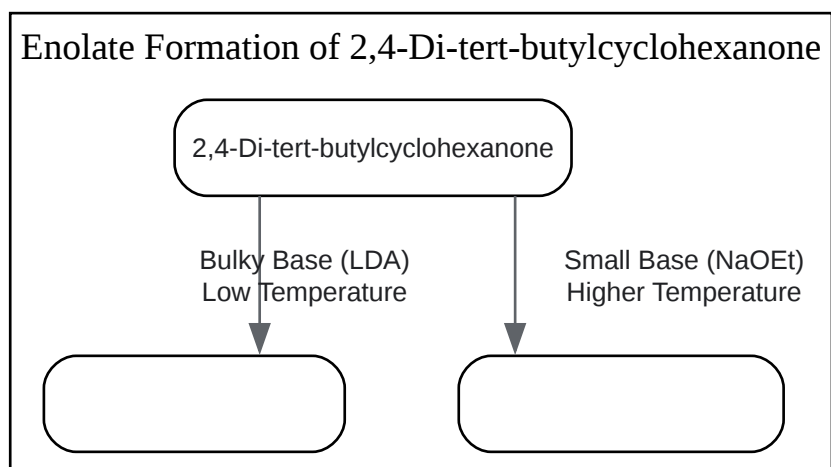 Enolate Formation of 2,4-Di-tert-butylcyclohexanone
2,4-Di-tert-butylcyclohexanone
Bulky Base (LDA)
Low Temperature
Small Base (NaOEt)
Higher Temperature